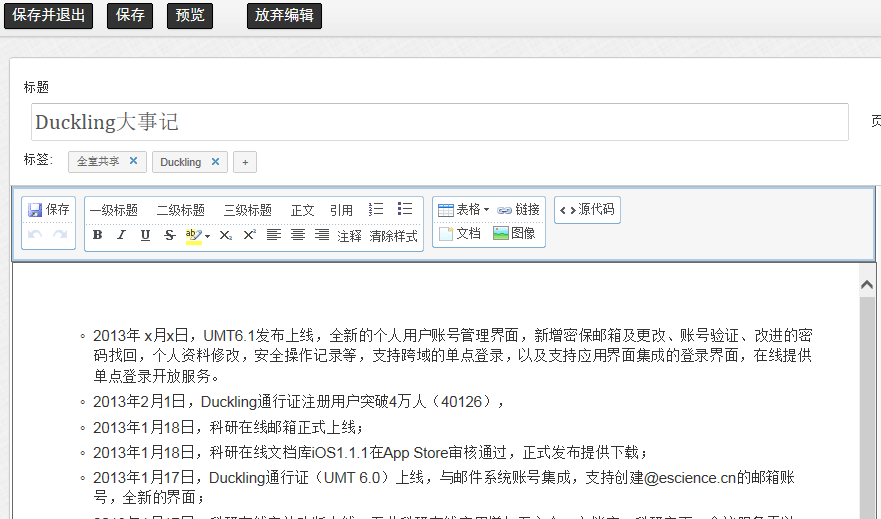 保存并退出 保存 预览 放弃编辑
标题
Duckling大事记
标签: 全室共享 × Duckling × +
保存 一级标题 二级标题 三级标题 正文 引用 表格 链接 源代码
B I U S ab X₂ X² 注释 清除样式 文档 图像
2013年 x月x日，UMT6.1发布上线，全新的个人用户账号管理界面，新增密保邮箱及更改、账号验证、改进的密
码找回，个人资料修改，安全操作记录等，支持跨域的单点登录，以及支持应用界面集成的登录界面，在线提供
单点登录开放服务。
2013年2月1日，Duckling通行证注册用户突破4万人（40126），
2013年1月18日，科研在线邮箱正式上线；
2013年1月18日，科研在线文档库iOS1.1.1在App Store审核通过，正式发布提供下载；
2013年1月17日，Duckling通行证（UMT 6.0）上线，与邮件系统账号集成，支持创建@escience.cn的邮箱账
号，全新的界面；